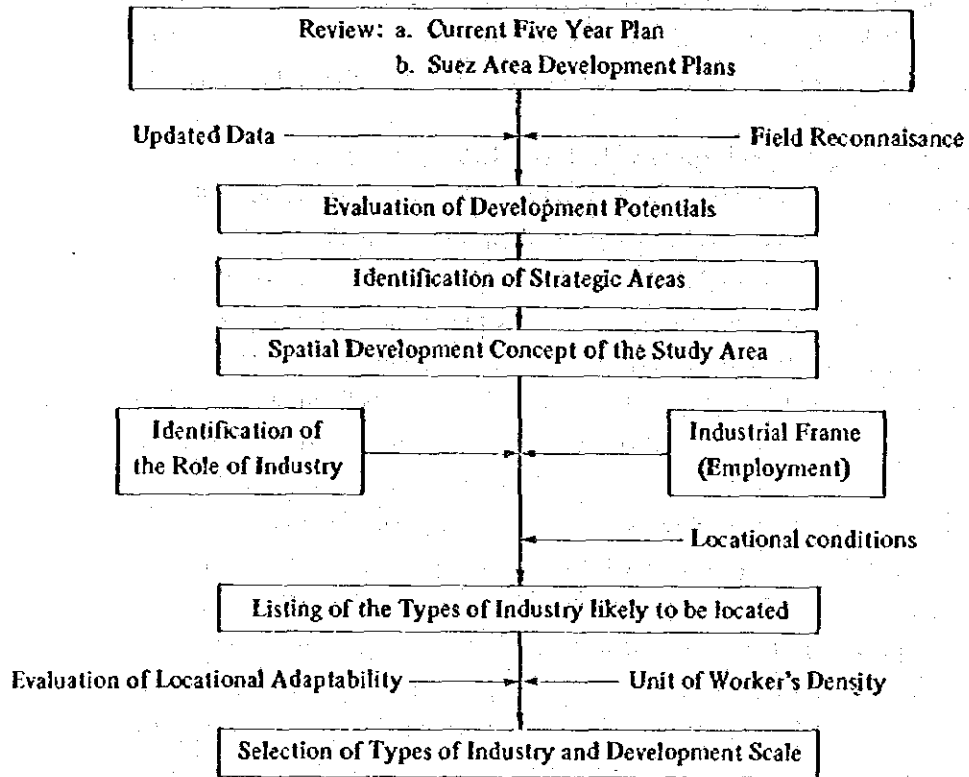 Review: a. Current Five Year Plan
b. Suez Area Development Plans
Updated Data
Field Reconnaisance
Evaluation of Development Potentials
Identification of Strategic Areas
Spatial Development Concept of the Study Area
Identification of
the Role of Industry
Industrial Frame
(Employment)
Locational conditions
Listing of the Types of Industry likely to be located
Evaluation of Locational Adaptability
Unit of Worker's Density
Selection of Types of Industry and Development Scale